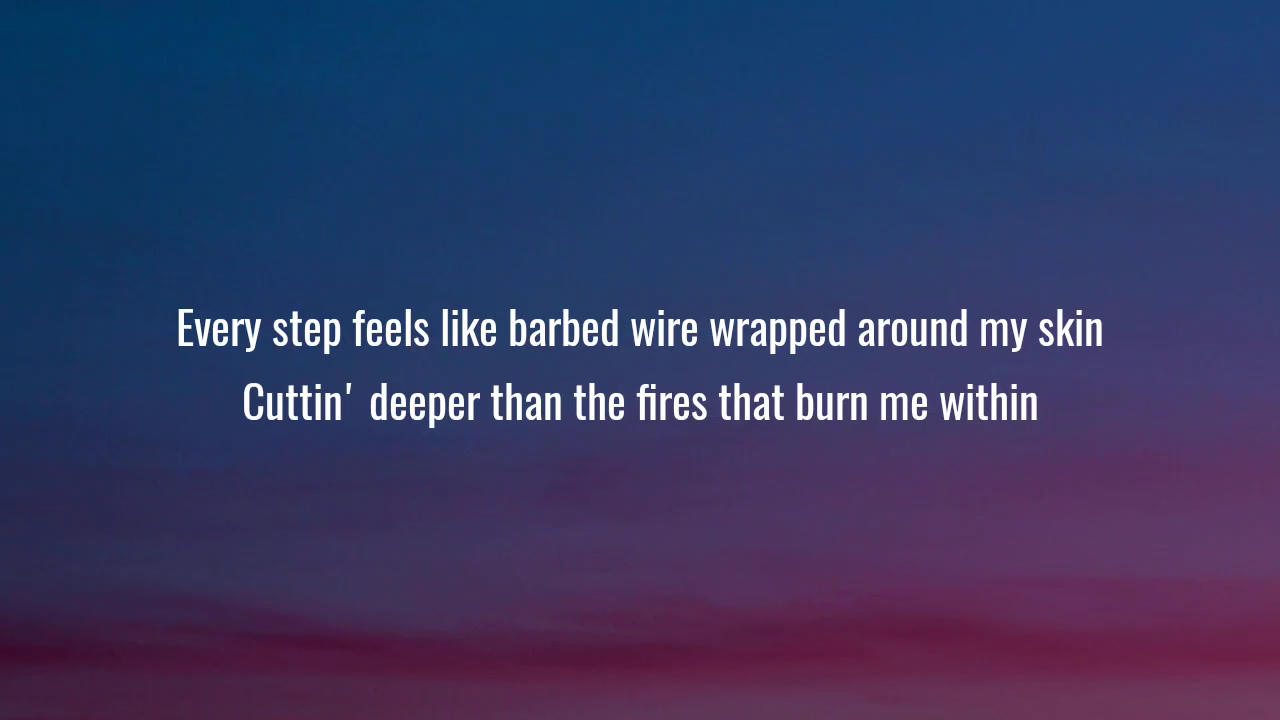 Every step feels like barbed wire wrapped around my skin
Cuttin' deeper than the fires that burn me within